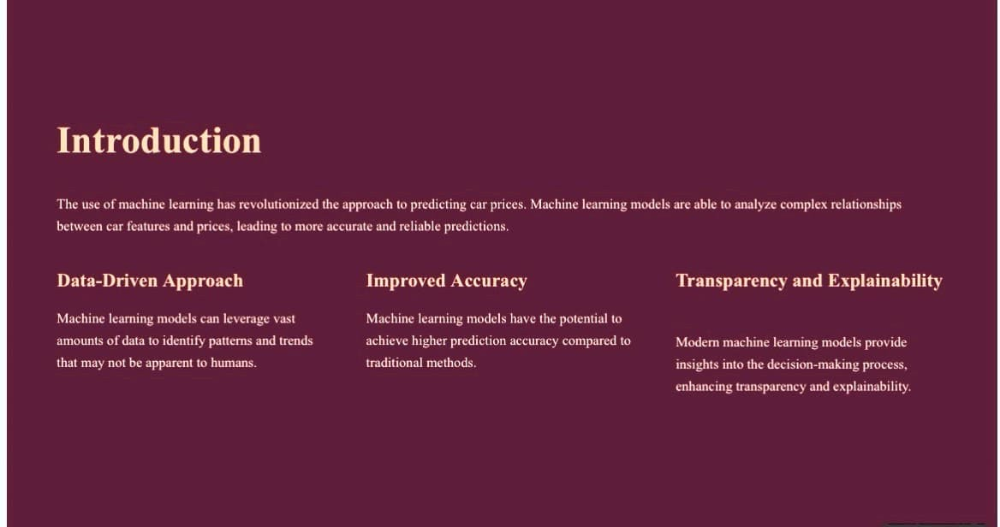 Introduction
The use of machine learning has revolutionized the approach to predicting car prices. Machine learning models are able to analyze complex relationships
between car features and prices, leading to more accurate and reliable predictions.
Data-Driven Approach
Machine learning models can leverage vast
amounts of data to identify patterns and trends
that may not be apparent to humans.
Improved Accuracy
Machine learning models have the potential to
achieve higher prediction accuracy compared to
traditional methods.
Transparency and Explainability
Modern machine learning models provide
insights into the decision-making process,
enhancing transparency and explainability.